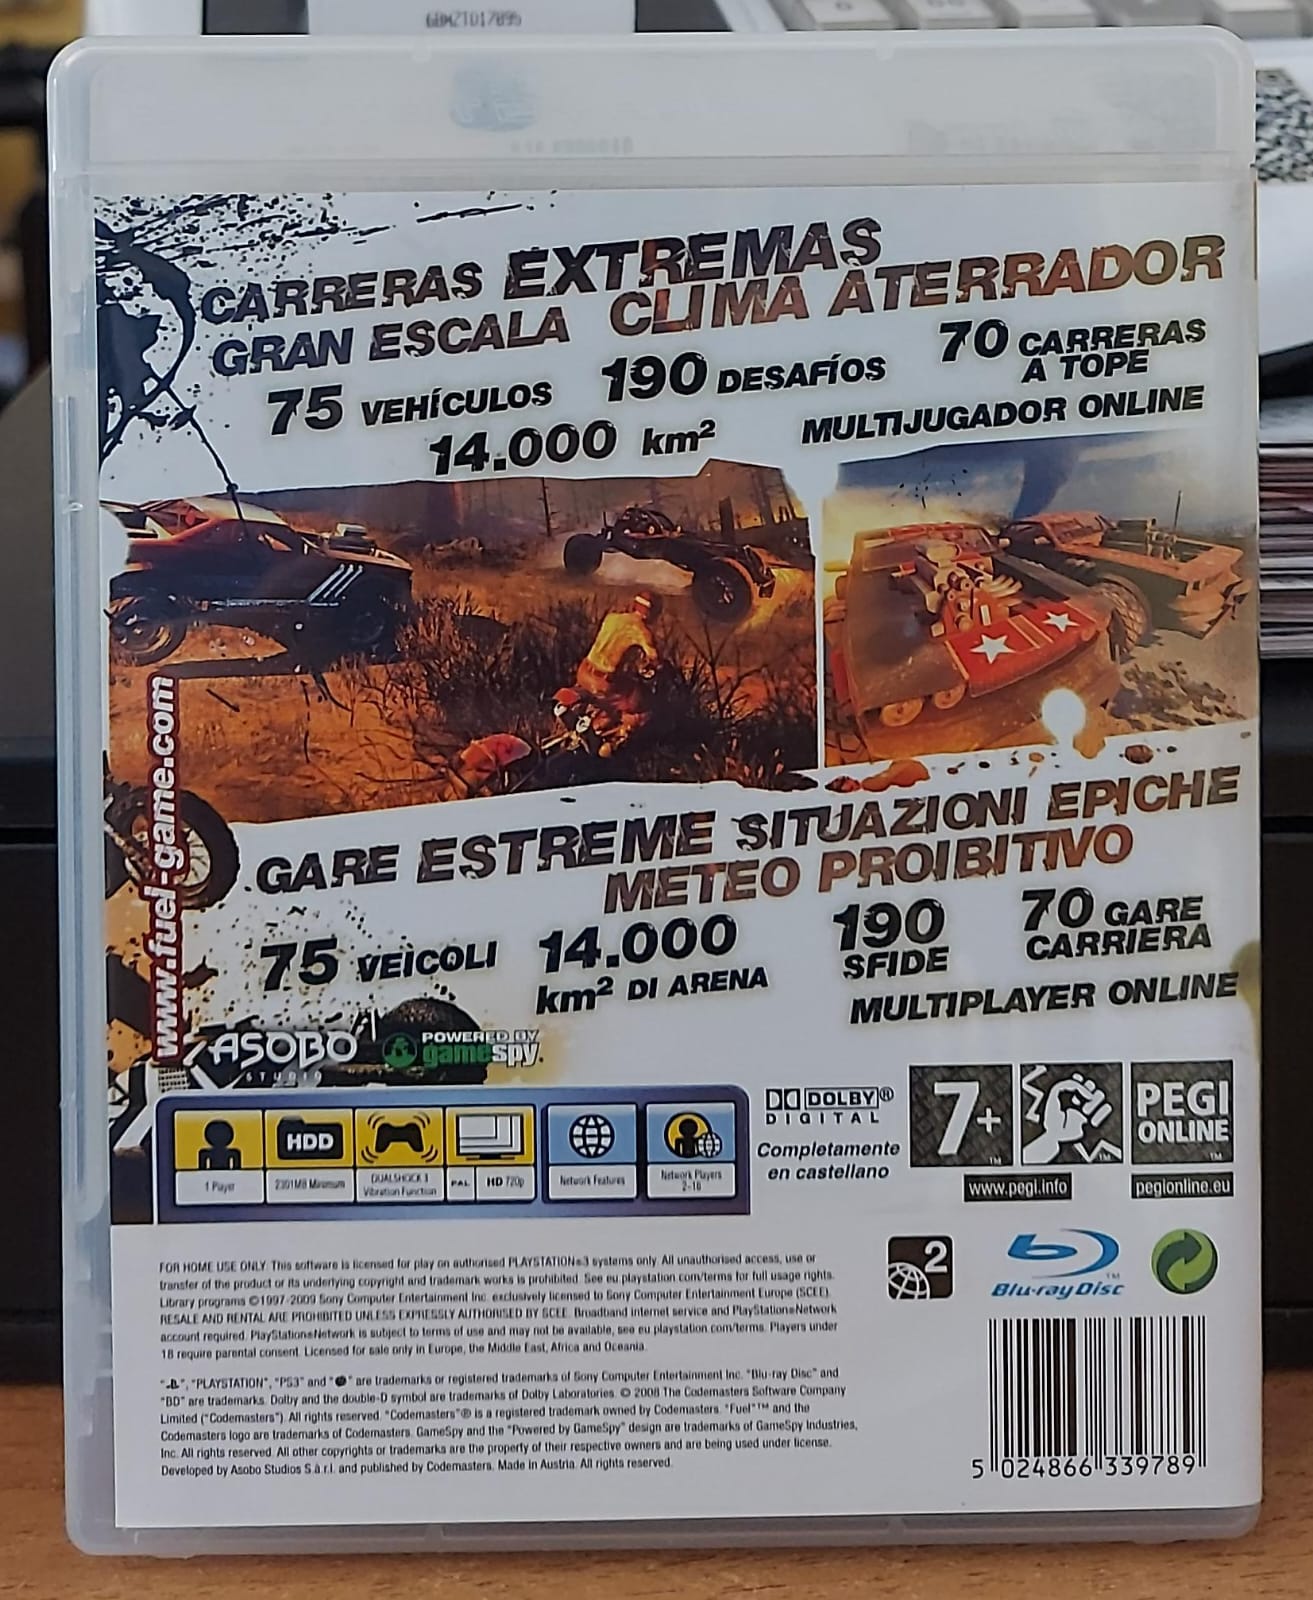 GBWZTD17895
CARRERAS EXTREMAS
GRAN ESCALA CLIMA ATERRADOR
75 VEHÍCULOS 190 DESAFÍOS 70 CARRERAS A TOPE
14.000 km² MULTIJUGADOR ONLINE
www.fuel-game.com
GARE ESTREME SITUAZIONI EPICHE
METEO PROIBITIVO
75 VEICOLI 14.000 km² DI ARENA 190 SFIDE 70 GARE CARRIERA
MULTIPLAYER ONLINE
ASOBO
STUDIO
POWERED BY
gamespy.
1 Player
HDD
2301MB Minimum
DUALSHOCK 3
Vibration Function
PAL
HD 720p
Network Features
Network Players
2-16
DOLBY®
DIGITAL
Completamente
en castellano
7+
™
www.pegi.info
PEGI
ONLINE
™
pegionline.eu
FOR HOME USE ONLY. This software is licensed for play on authorised PLAYSTATION®3 systems only. All unauthorised access, use or
transfer of the product or its underlying copyright and trademark works is prohibited. See eu.playstation.com/terms for full usage rights.
Library programs ©1997-2009 Sony Computer Entertainment Inc. exclusively licensed to Sony Computer Entertainment Europe (SCEE).
RESALE AND RENTAL ARE PROHIBITED UNLESS EXPRESSLY AUTHORISED BY SCEE. Broadband internet service and PlayStation®Network
account required. PlayStation®Network is subject to terms of use and may not be available, see eu.playstation.com/terms. Players under
18 require parental consent. Licensed for sale only in Europe, the Middle East, Africa and Oceania.
2
Blu-ray Disc™
"", "PLAYSTATION", "PS3" and "" are trademarks or registered trademarks of Sony Computer Entertainment Inc. "Blu-ray Disc" and
"BD" are trademarks. Dolby and the double-D symbol are trademarks of Dolby Laboratories. © 2008 The Codemasters Software Company
Limited ("Codemasters"). All rights reserved. "Codemasters"® is a registered trademark owned by Codemasters. "Fuel"™ and the
Codemasters logo are trademarks of Codemasters. GameSpy and the "Powered by GameSpy" design are trademarks of GameSpy Industries,
Inc. All rights reserved. All other copyrights or trademarks are the property of their respective owners and are being used under license.
Developed by Asobo Studios S.à.r.l. and published by Codemasters. Made in Austria. All rights reserved.
5 024866 339789